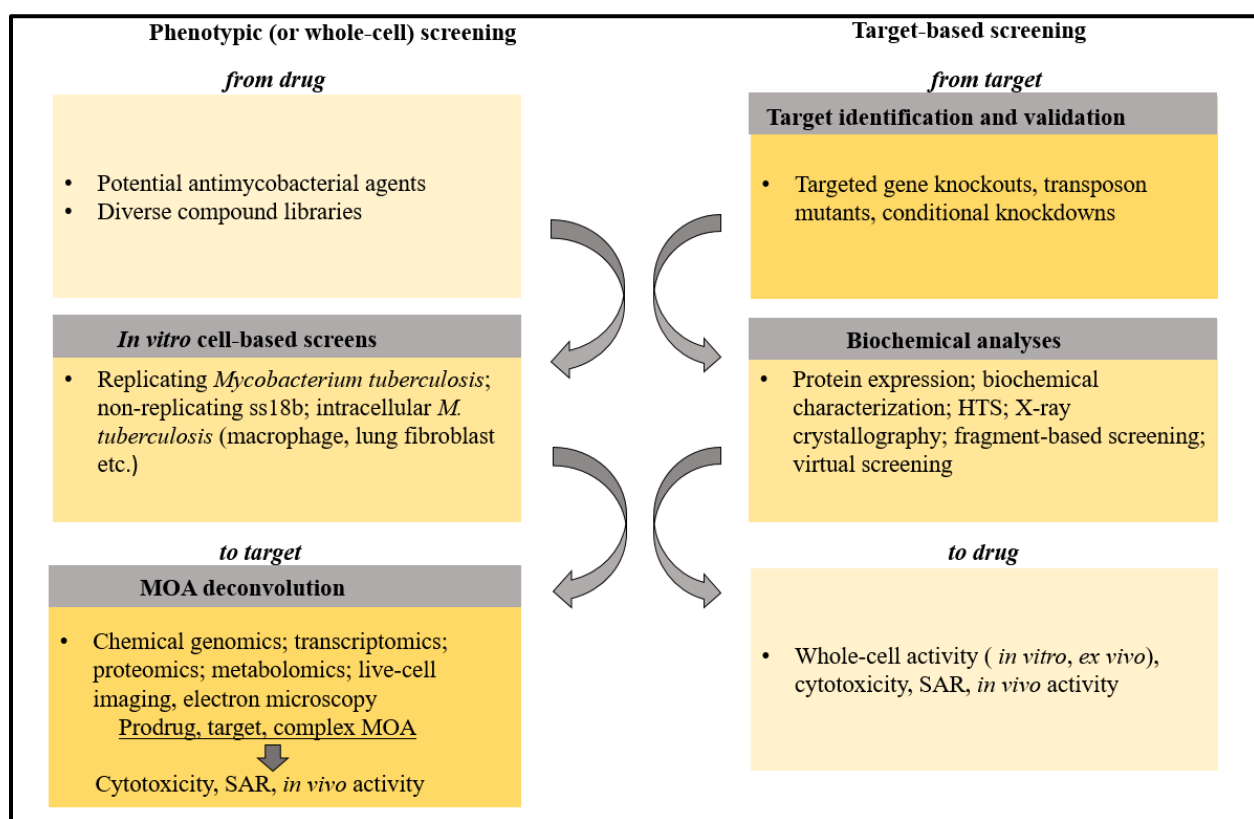 Phenotypic (or whole-cell) screening
from drug
• Potential antimycobacterial agents
• Diverse compound libraries
In vitro cell-based screens
• Replicating Mycobacterium tuberculosis;
non-replicating ss18b; intracellular M.
tuberculosis (macrophage, lung fibroblast
etc.)
to target
MOA deconvolution
• Chemical genomics; transcriptomics;
proteomics; metabolomics; live-cell
imaging, electron microscopy
Prodrug, target, complex MOA
Cytotoxicity, SAR, in vivo activity
Target-based screening
from target
Target identification and validation
• Targeted gene knockouts, transposon
mutants, conditional knockdowns
Biochemical analyses
• Protein expression; biochemical
characterization; HTS; X-ray
crystallography; fragment-based screening;
virtual screening
to drug
• Whole-cell activity ( in vitro, ex vivo),
cytotoxicity, SAR, in vivo activity